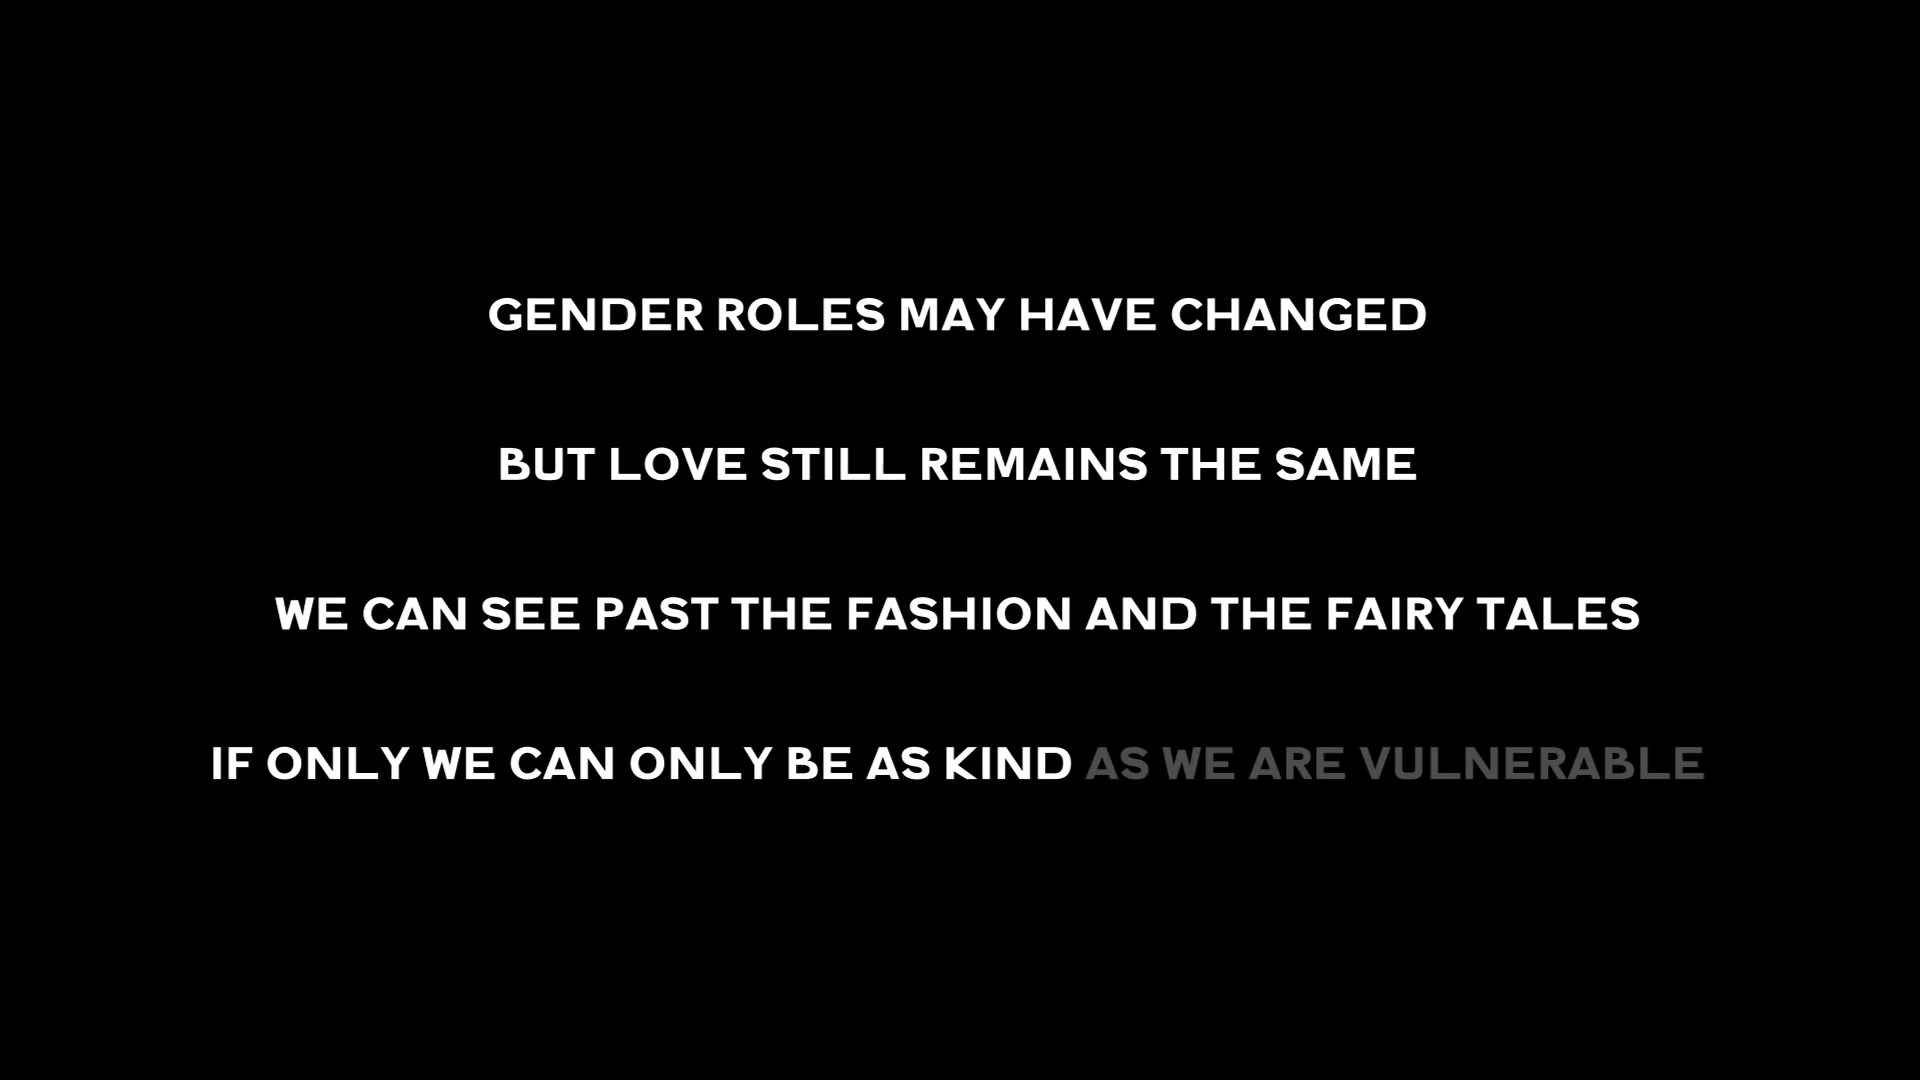 GENDER ROLES MAY HAVE CHANGED
BUT LOVE STILL REMAINS THE SAME
WE CAN SEE PAST THE FASHION AND THE FAIRY TALES
IF ONLY WE CAN ONLY BE AS KIND AS WE ARE VULNERABLE